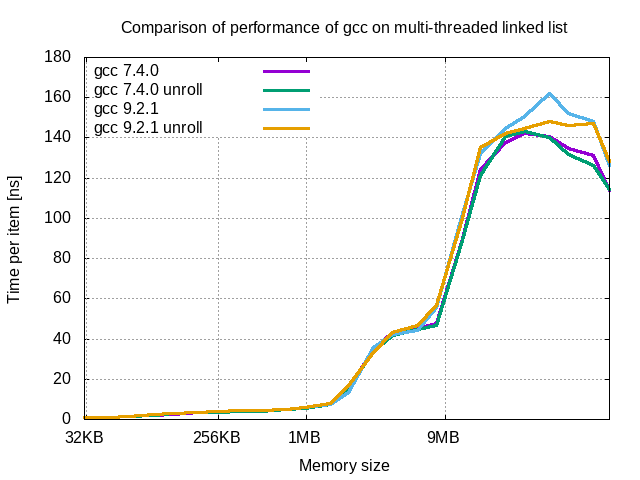 Comparison of performance of gcc on multi-threaded linked list
180
160
140
120
100
80
60
40
20
0
Time per item [ns]
gcc 7.4.0
gcc 7.4.0 unroll
gcc 9.2.1
gcc 9.2.1 unroll
32KB 256KB 1MB 9MB
Memory size